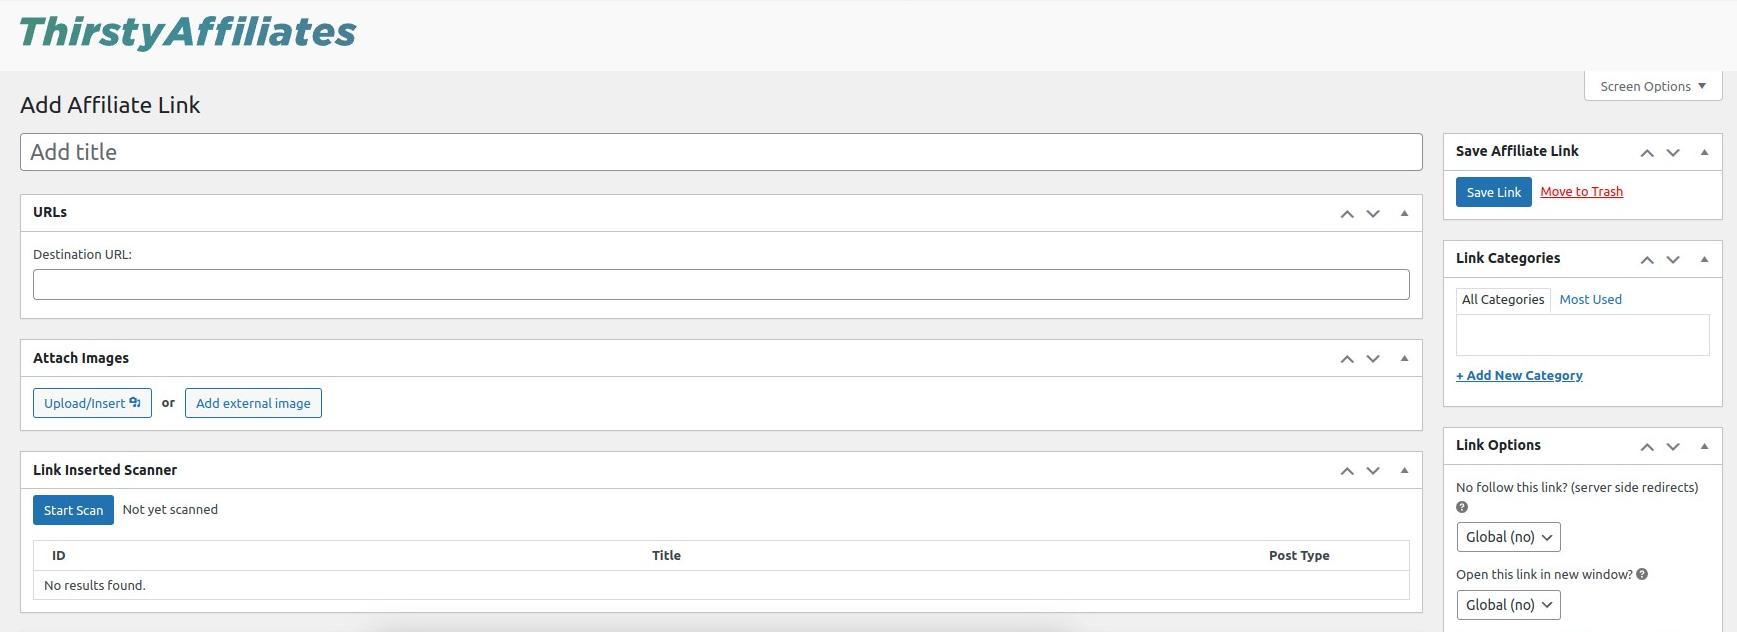 ThirstyAffiliates
Screen Options
Add Affiliate Link
Add title
URLs
Destination URL:
Attach Images
Upload/Insert or Add external image
Link Inserted Scanner
Start Scan Not yet scanned
ID Title Post Type
No results found.
Save Affiliate Link
Save Link Move to Trash
Link Categories
All Categories Most Used
+ Add New Category
Link Options
No follow this link? (server side redirects)
?
Global (no)
Open this link in new window? ?
Global (no)